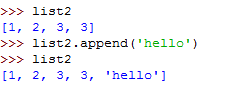 >>> list2
[1, 2, 3, 3]
>>> list2.append('hello')
>>> list2
[1, 2, 3, 3, 'hello']